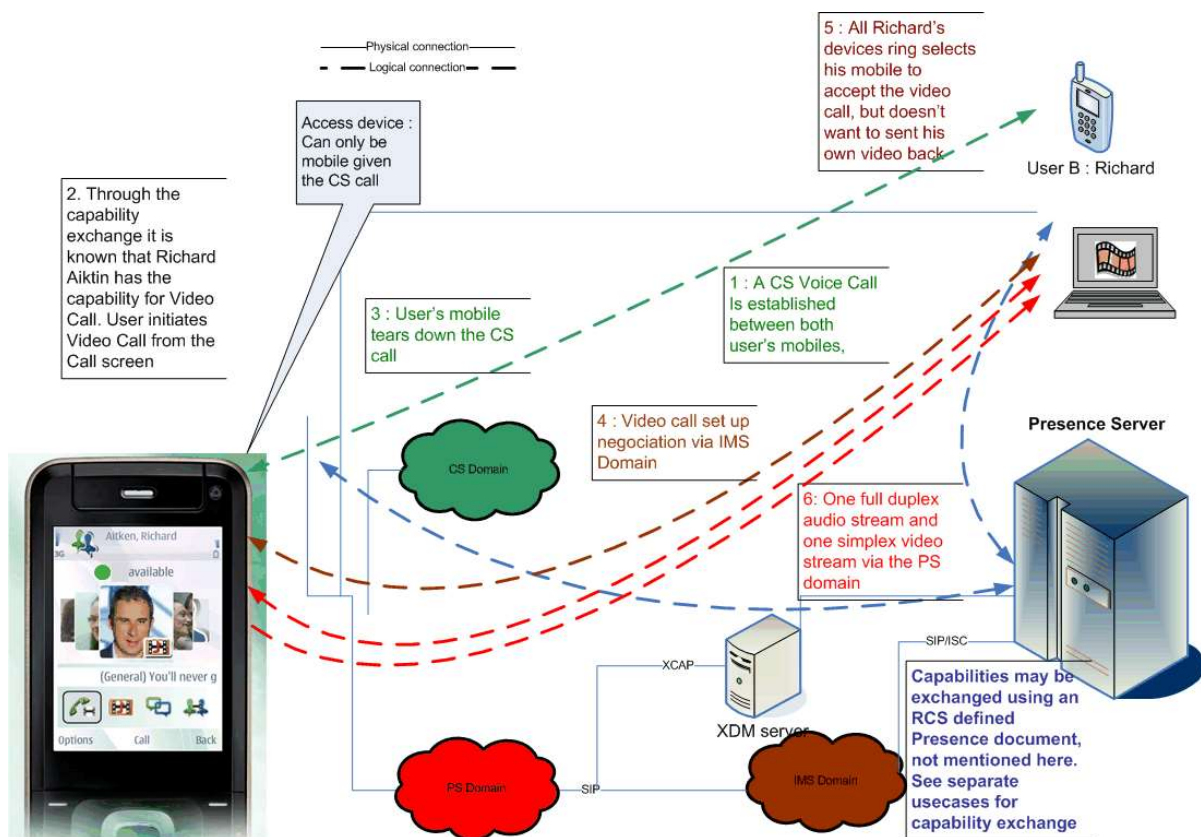 Physical connection
Logical connection
Access device :
Can only be
mobile given
the CS call
5 : All Richard's
devices ring selects
his mobile to
accept the video
call, but doesn't
want to sent his
own video back
User B : Richard
2. Through the
capability
exchange it is
known that Richard
Aiktin has the
capability for Video
Call. User initiates
Video Call from the
Call screen
3 : User's mobile
tears down the CS
call
1 : A CS Voice Call
Is established
between both
user's mobiles,
4 : Video call set up
negociation via IMS
Domain
CS Domain
Presence Server
6: One full duplex
audio stream and
one simplex video
stream via the PS
domain
3G
Aitken, Richard
available
(General) You'll never g
Options
Call
Back
XCAP
SIP/ISC
XDM server
PS Domain
SIP
IMS Domain
Capabilities may be
exchanged using an
RCS defined
Presence document,
not mentioned here.
See separate
usecases for
capability exchange